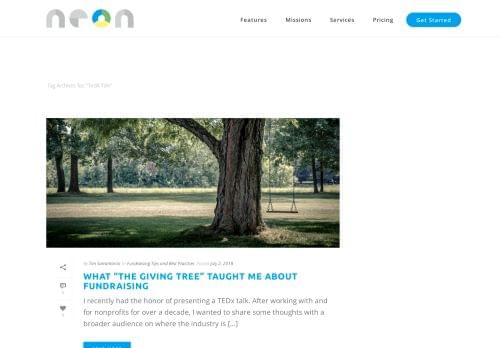 neon
Features
Missions
Services
Pricing
Get Started
Tag Archives for: "TedX Talk"
By Tim Sarrantonio In Fundraising Tips and Best Practices Posted July 2, 2018
WHAT "THE GIVING TREE" TAUGHT ME ABOUT
FUNDRAISING
I recently had the honor of presenting a TEDx talk. After working with and
for nonprofits for over a decade, I wanted to share some thoughts with a
broader audience on where the industry is [...]